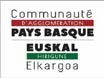 Communauté
D'AGGLOMÉRATION
PAYS BASQUE
EUSKAL
HIRIGUNE
Elkargoa